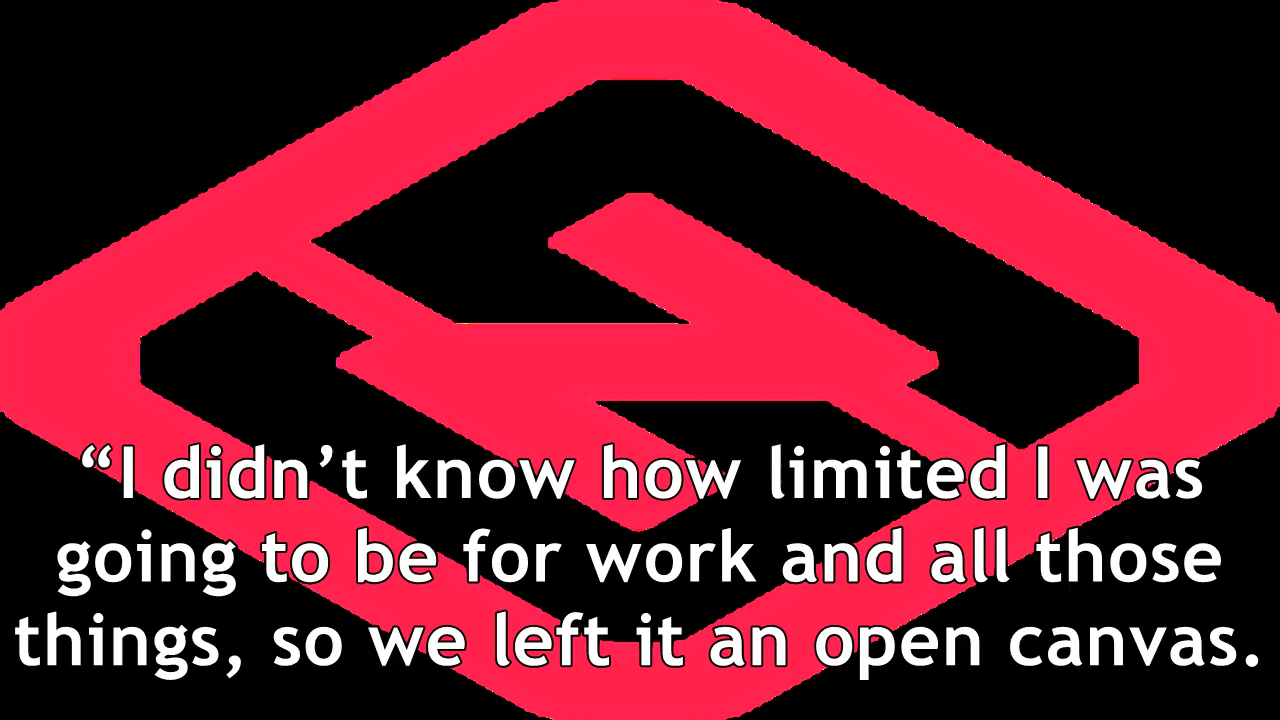 “I didn’t know how limited I was
going to be for work and all those
things, so we left it an open canvas.